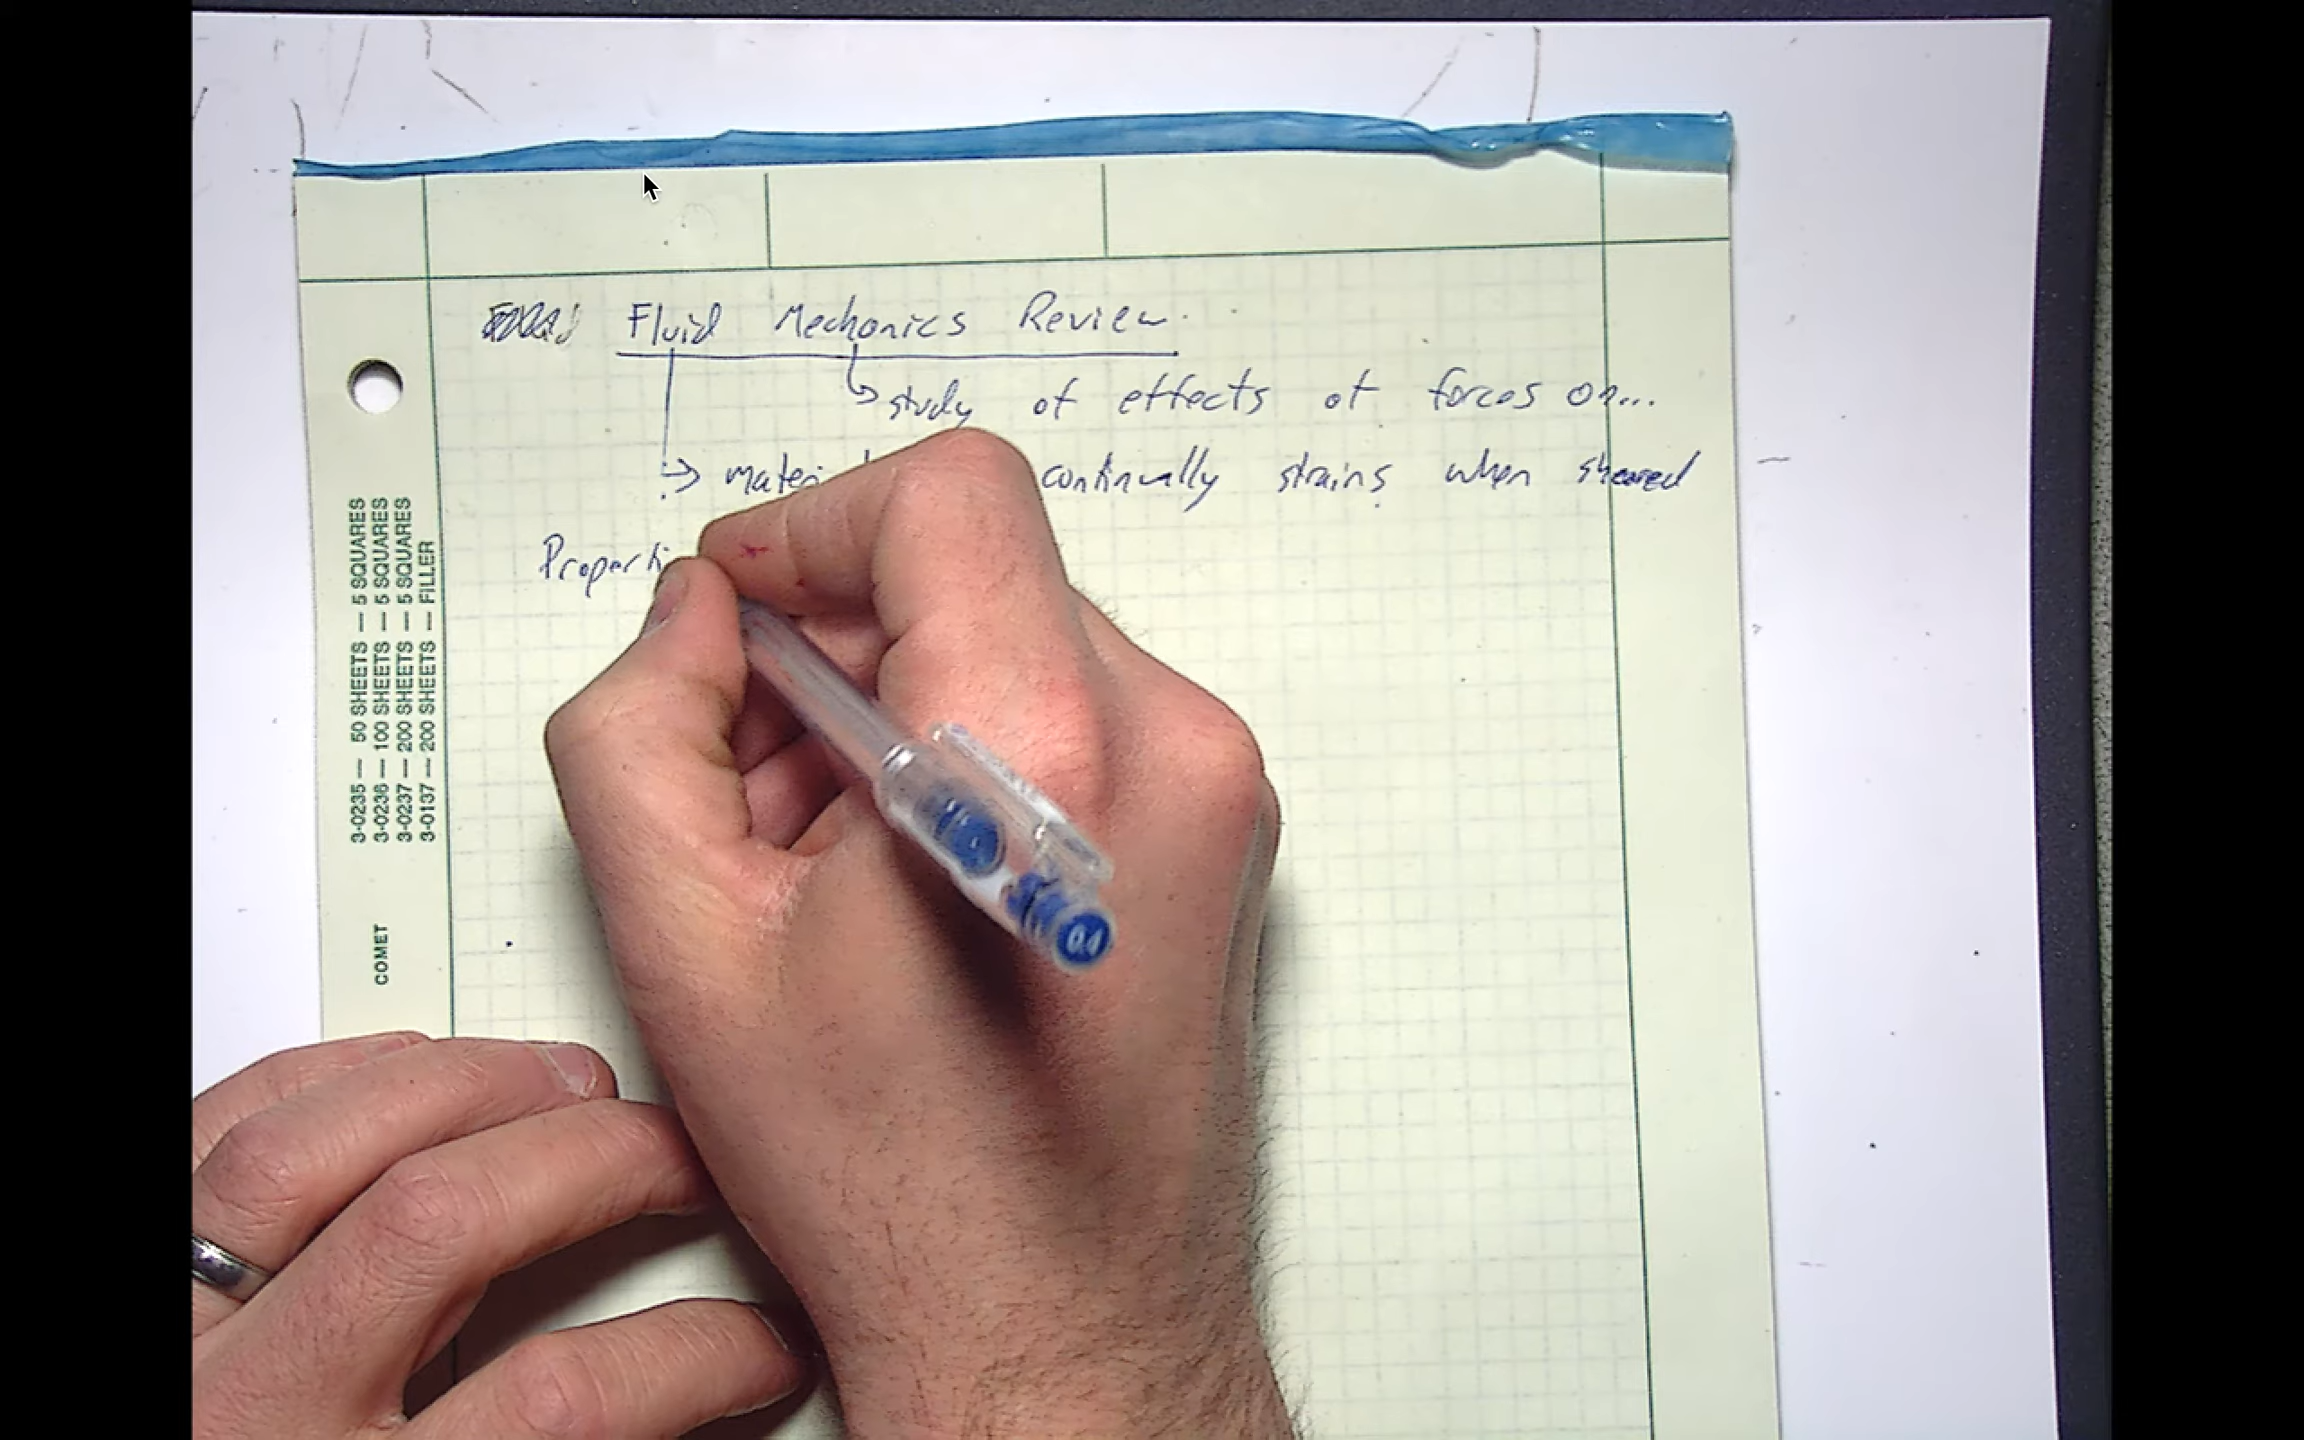 Fluid Mechanics Review.
study of effects of forces on...
continually strains when sheared
3-0235 — 50 SHEETS — 5 SQUARES
3-0236 — 100 SHEETS — 5 SQUARES
3-0237 — 200 SHEETS — 5 SQUARES
3-0137 — 200 SHEETS — FILLER
COMET